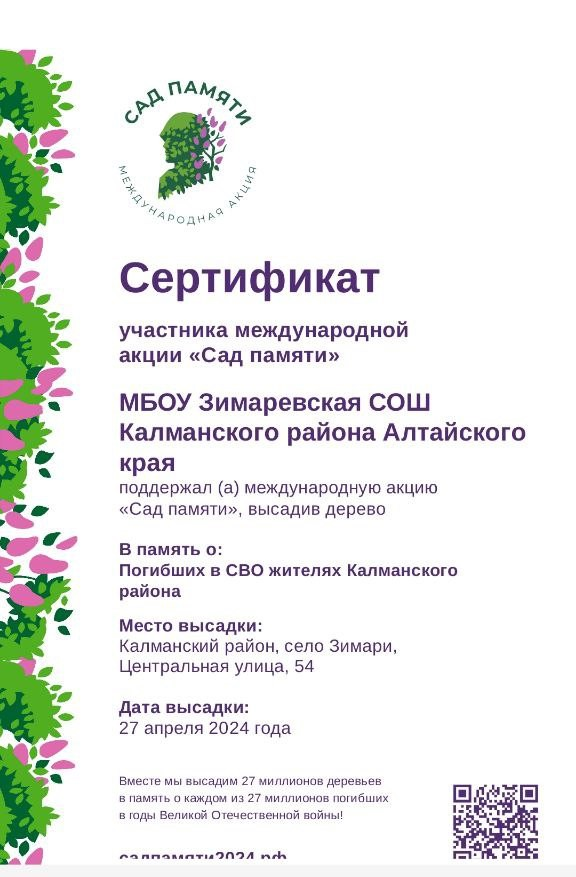 САД ПАМЯТИ
МЕЖДУНАРОДНАЯ АКЦИЯ
Сертификат
участника международной
акции «Сад памяти»
МБОУ Зимаревская СОШ
Калманского района Алтайского
края
поддержал (а) международную акцию
«Сад памяти», высадив дерево
В память о:
Погибших в СВО жителях Калманского
района
Место высадки:
Калманский район, село Зимари,
Центральная улица, 54
Дата высадки:
27 апреля 2024 года
Вместе мы высадим 27 миллионов деревьев
в память о каждом из 27 миллионов погибших
в годы Великой Отечественной войны!
садпамяти2024.рф